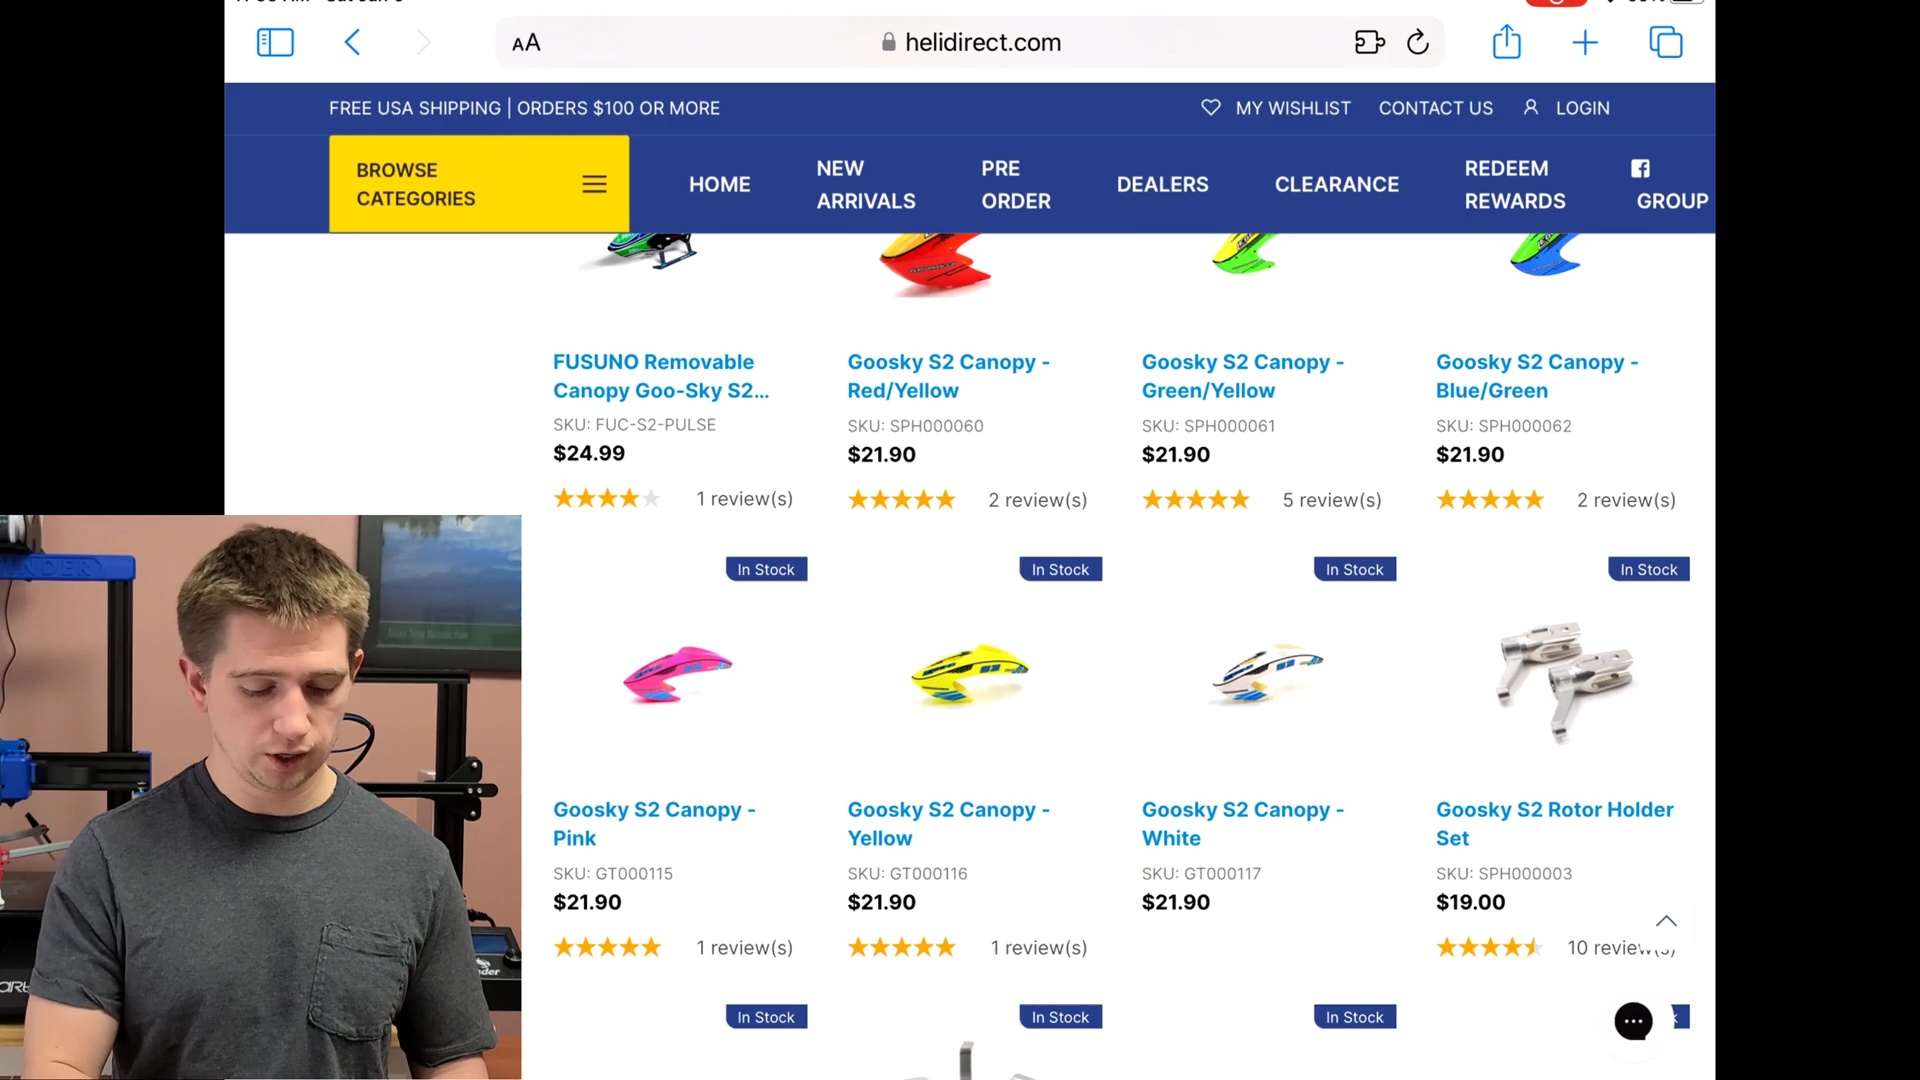 AA
helidirect.com
FREE USA SHIPPING | ORDERS $100 OR MORE
MY WISHLIST
CONTACT US
LOGIN
BROWSE
CATEGORIES
HOME
NEW
ARRIVALS
PRE
ORDER
DEALERS
CLEARANCE
REDEEM
REWARDS
GROUP
FUSUNO Removable
Canopy Goo-Sky S2...
SKU: FUC-S2-PULSE
$24.99
1 review(s)
Goosky S2 Canopy -
Red/Yellow
SKU: SPH000060
$21.90
2 review(s)
Goosky S2 Canopy -
Green/Yellow
SKU: SPH000061
$21.90
5 review(s)
Goosky S2 Canopy -
Blue/Green
SKU: SPH000062
$21.90
2 review(s)
In Stock
Goosky S2 Canopy -
Pink
SKU: GT000115
$21.90
1 review(s)
In Stock
Goosky S2 Canopy -
Yellow
SKU: GT000116
$21.90
1 review(s)
In Stock
Goosky S2 Canopy -
White
SKU: GT000117
$21.90
In Stock
Goosky S2 Rotor Holder
Set
SKU: SPH000003
$19.00
10 review(s)
In Stock
In Stock
In Stock